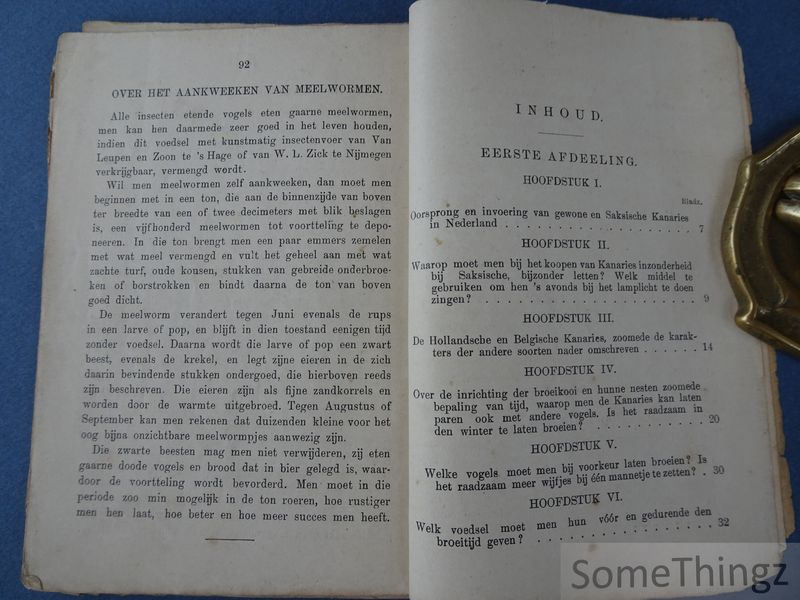 92
OVER HET AANKWEEKEN VAN MEELWORMEN.
Alle insecten etende vogels eten gaarne meelwormen,
men kan hen daarmede zeer goed in het leven houden,
indien dit voedsel met kunstmatig insectenvoer van Van
Leupen en Zoon te 's Hage of van W. L. Zick te Nijmegen
verkrijgbaar, vermengd wordt.
Wil men meelwormen zelf aankweeken, dan moet men
beginnen met in een ton, die aan de binnenzijde van boven
ter breedte van een of twee decimeters met blik beslagen
is, een vijfhonderd meelwormen tot voortteling te depo-
neeren. In die ton brengt men een paar emmers zemelen
met wat meel vermengd en vult het geheel aan met wat
zachte turf, oude kousen, stukken van gebreide onderbroe-
ken of borstrokken en bindt daarna de ton van boven
goed dicht.
De meelworm verandert tegen Juni evenals de rups
in een larve of pop, en blijft in dien toestand eenigen tijd
zonder voedsel. Daarna wordt die larve of pop een zwart
beest, evenals de krekel, en legt zijne eieren in de zich
daarin bevindende stukken ondergoed, die hierboven reeds
zijn beschreven. Die eieren zijn als fijne zandkorrels en
worden door de warmte uitgebroed. Tegen Augustus of
September kan men rekenen dat duizenden kleine voor het
oog bijna onzichtbare meelwormpjes aanwezig zijn.
Die zwarte beesten mag men niet verwijderen, zij eten
gaarne doode vogels en brood dat in bier gelegd is, waar-
door de voortteling wordt bevorderd. Men moet in die
periode zoo min mogelijk in de ton roeren, hoe rustiger
men hen laat, hoe beter en hoe meer succes men heeft.
INHOUD.
EERSTE AFDEELING.
HOOFDSTUK I.
Bladz.
Oorsprong en invoering van gewone en Saksische Kanaries
in Nederland . . . . . . . . . . . . . . . . . . . 7
HOOFDSTUK II.
Waarop moet men bij het koopen van Kanaries inzonderheid
bij Saksische, bijzonder letten? Welk middel te
gebruiken om hen 's avonds bij het lamplicht te doen
zingen? . . . . . . . . . . . . . . . . . . . . . 9
HOOFDSTUK III.
De Hollandsche en Belgische Kanaries, zoomede de karak-
ters der andere soorten nader omschreven . . . . . . 14
HOOFDSTUK IV.
Over de inrichting der broeikooi en hunne nesten zoomede
bepaling van tijd, waarop men de Kanaries kan laten
paren ook met andere vogels. Is het raadzaam in
den winter te laten broeien? . . . . . . . . . . . 20
HOOFDSTUK V.
Welke vogels moet men bij voorkeur laten broeien? Is
het raadzaam meer wijfjes bij één mannetje te zetten? . 30
HOOFDSTUK VI.
Welk voedsel moet men hun vóór en gedurende den
broeitijd geven? . . . . . . . . . . . . . . . . . 32
SomeThingz